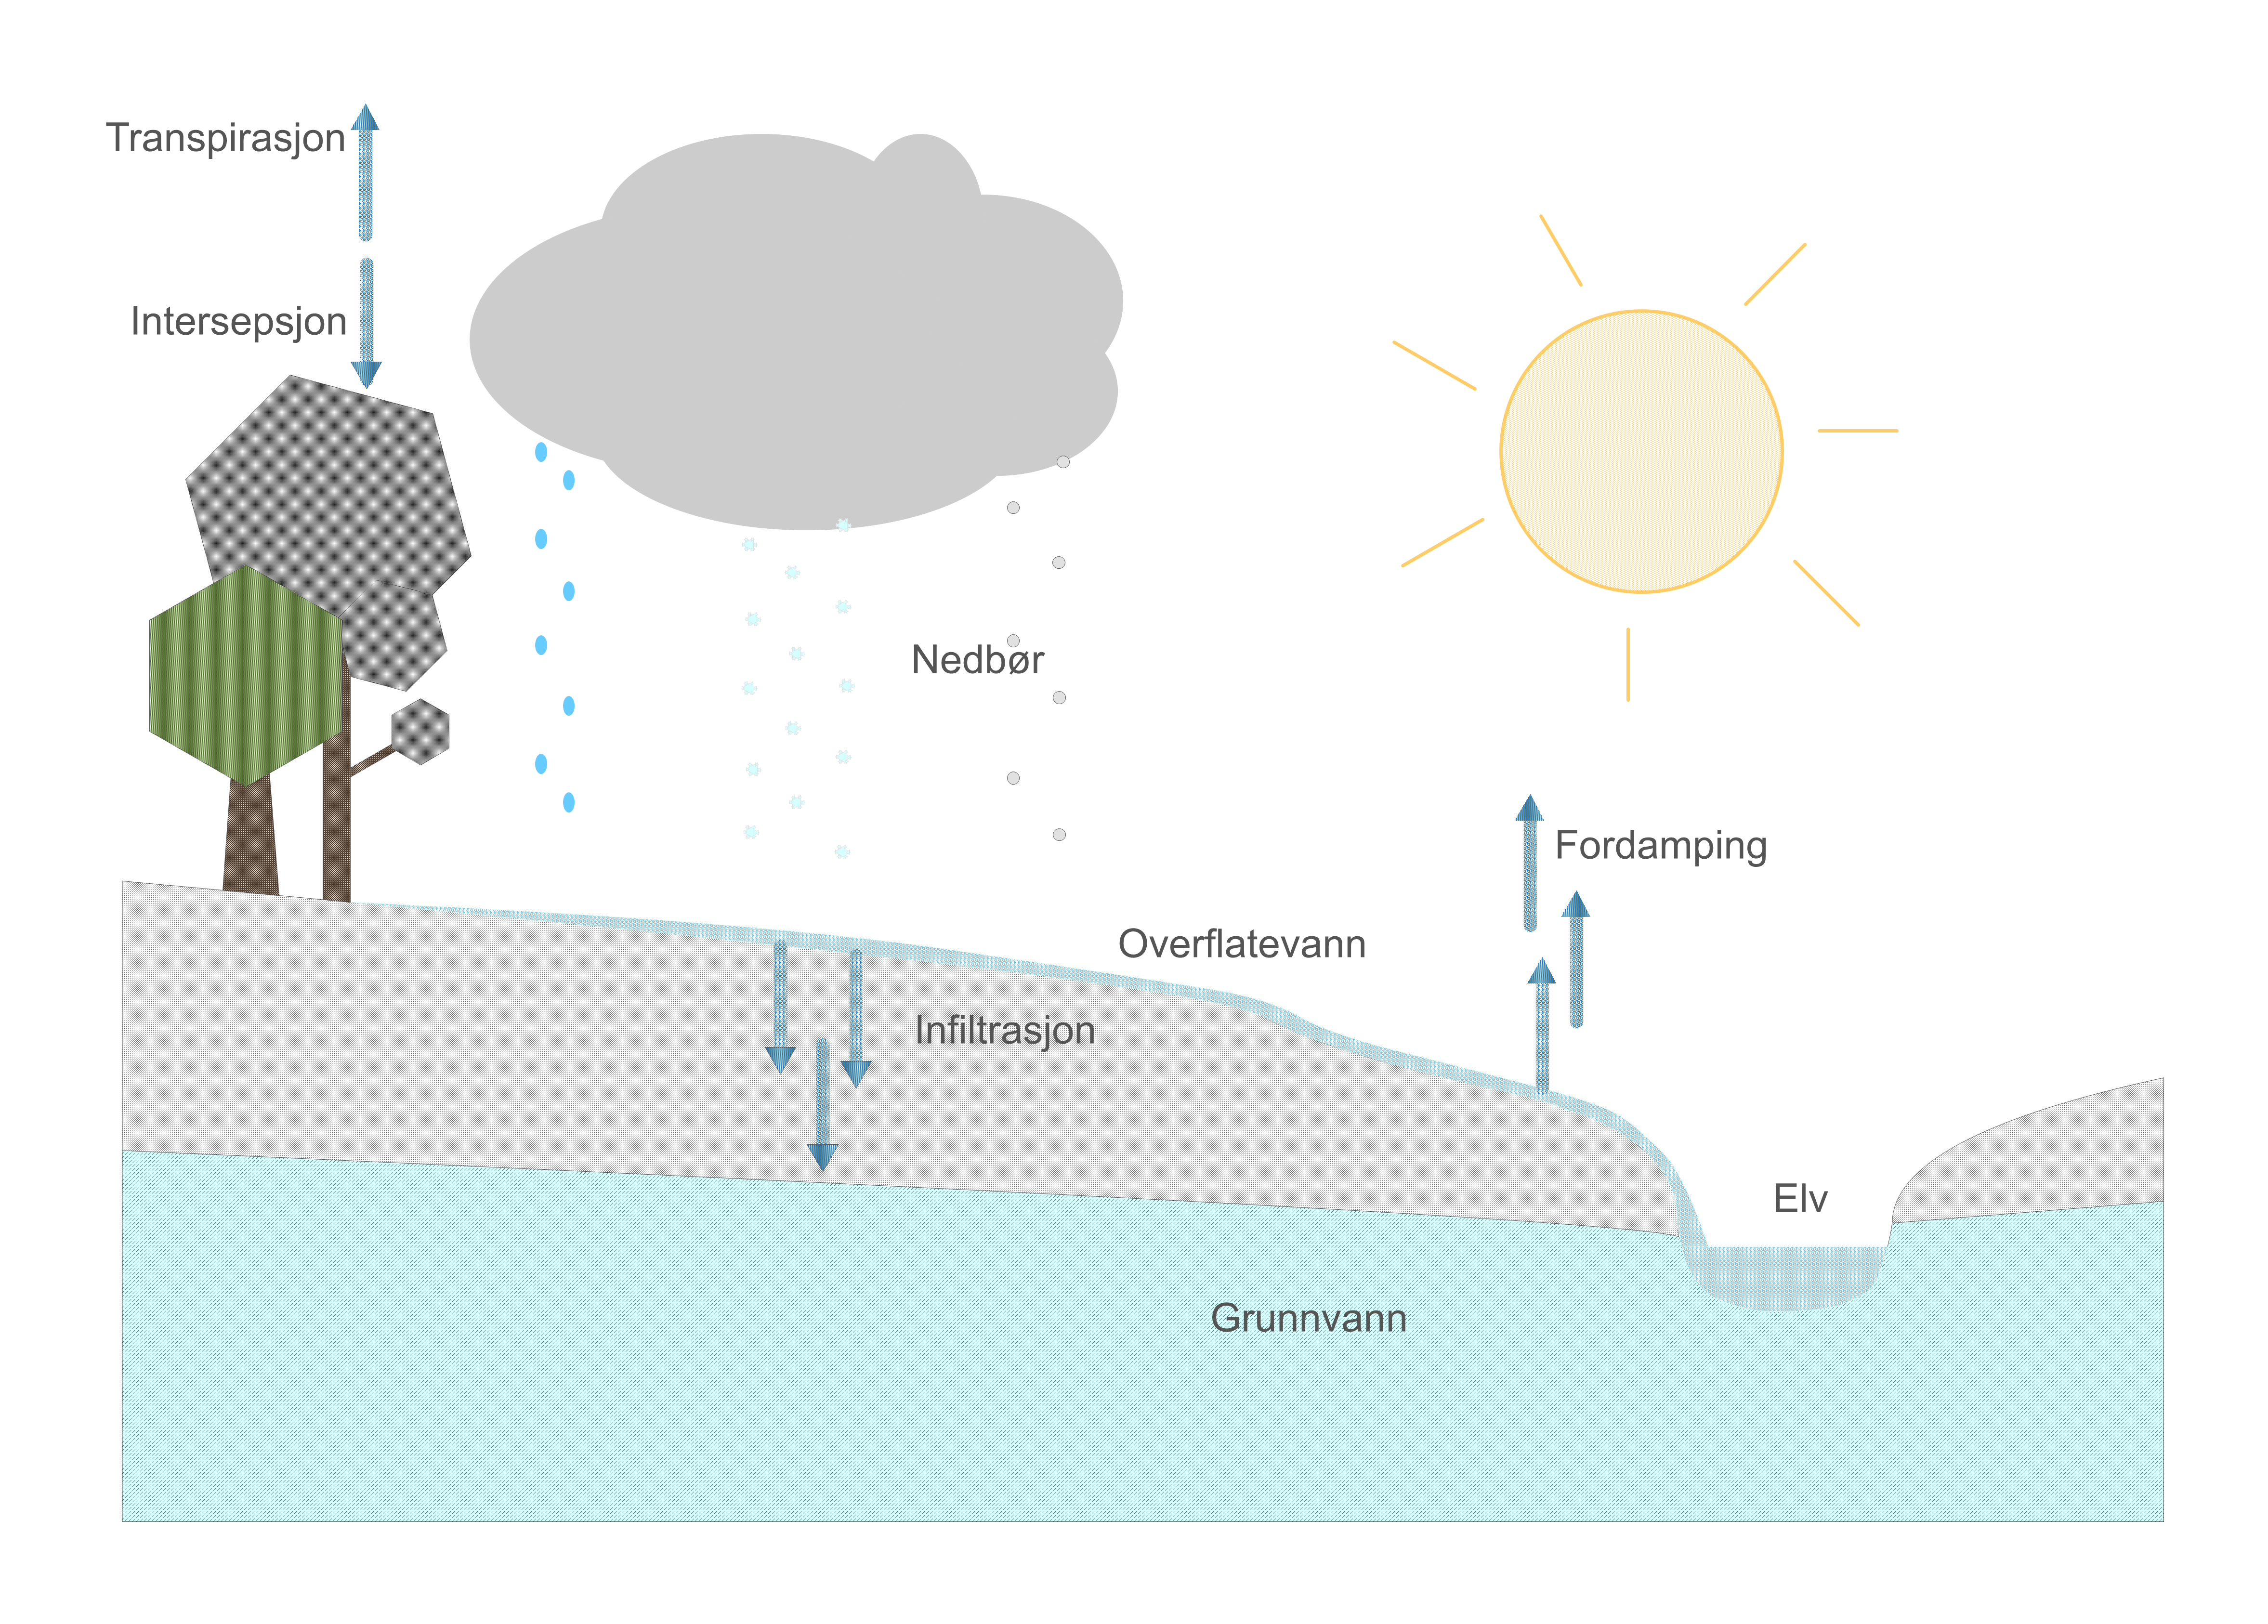 Transpirasjon
Intersepsjon
Nedbør
Fordamping
Overflatevann
Infiltrasjon
Elv
Grunnvann